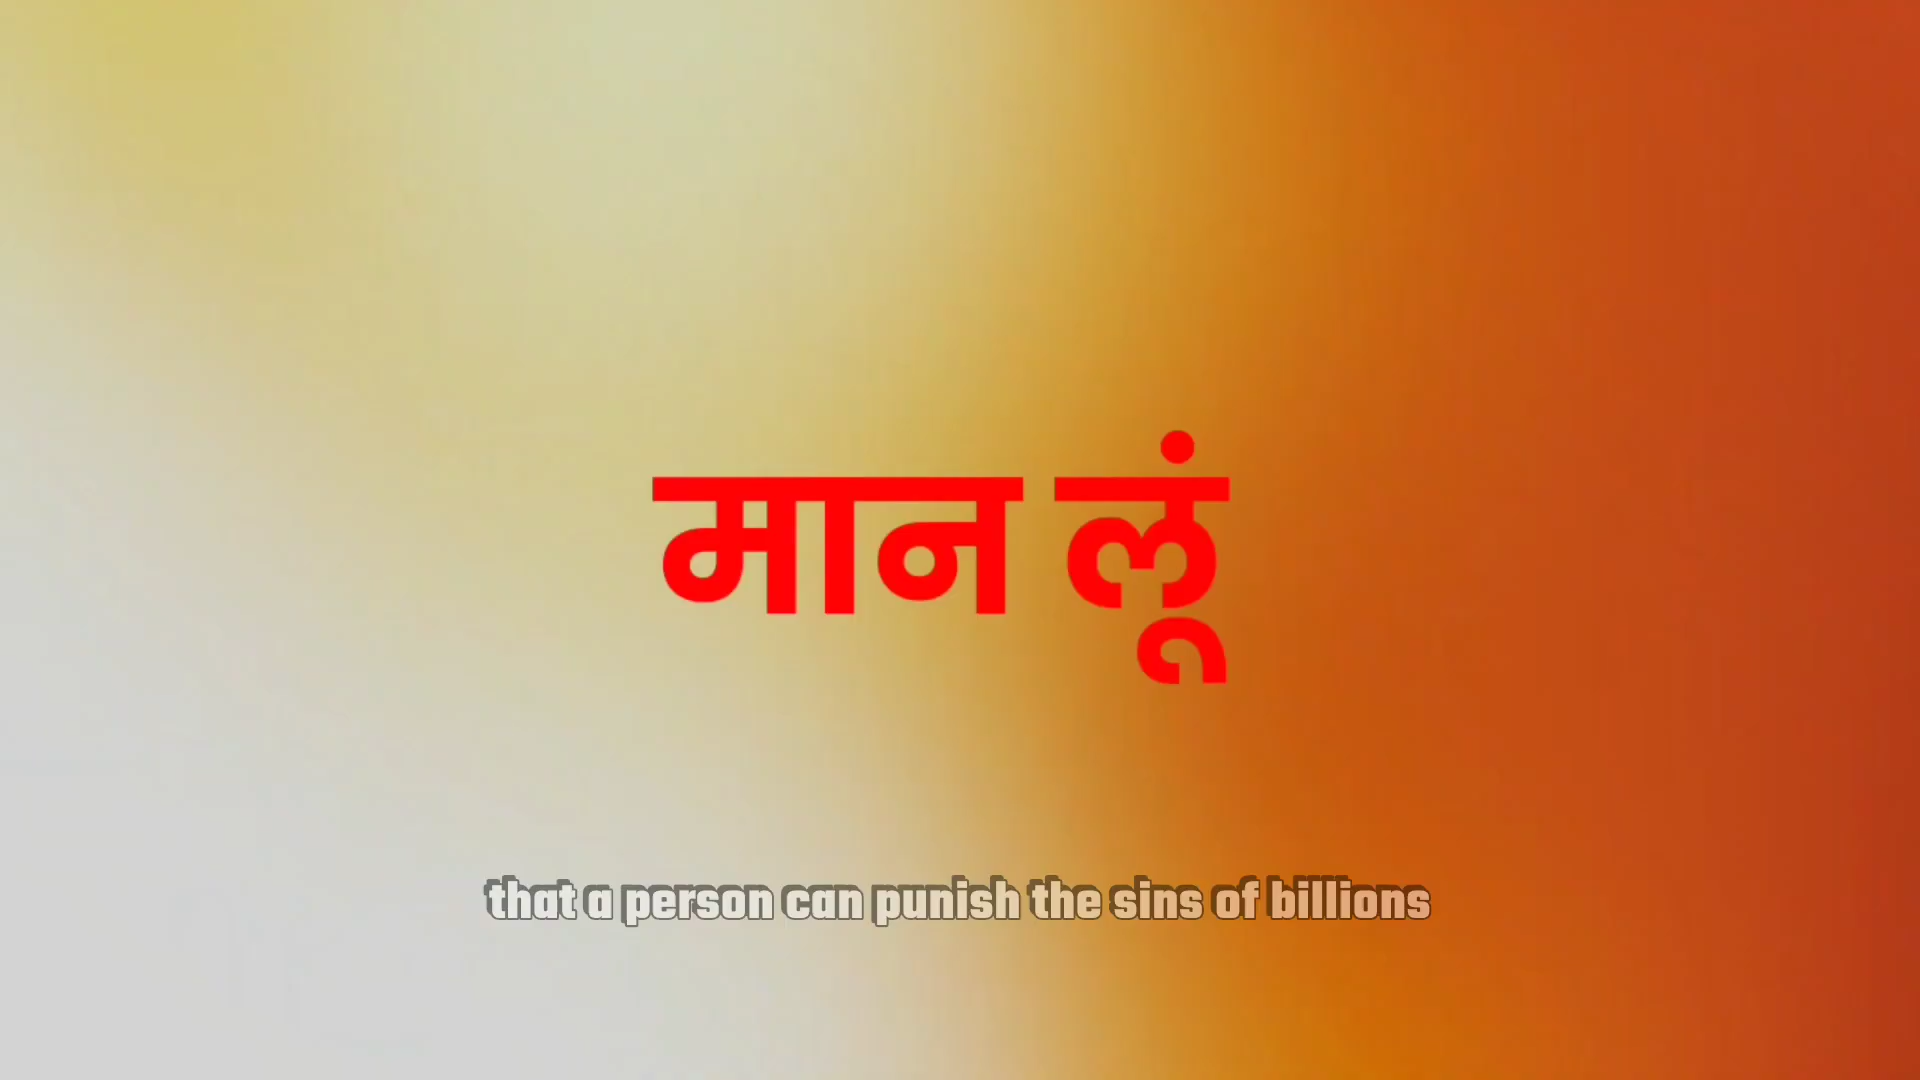 मान लूं
that a person can punish the sins of billions